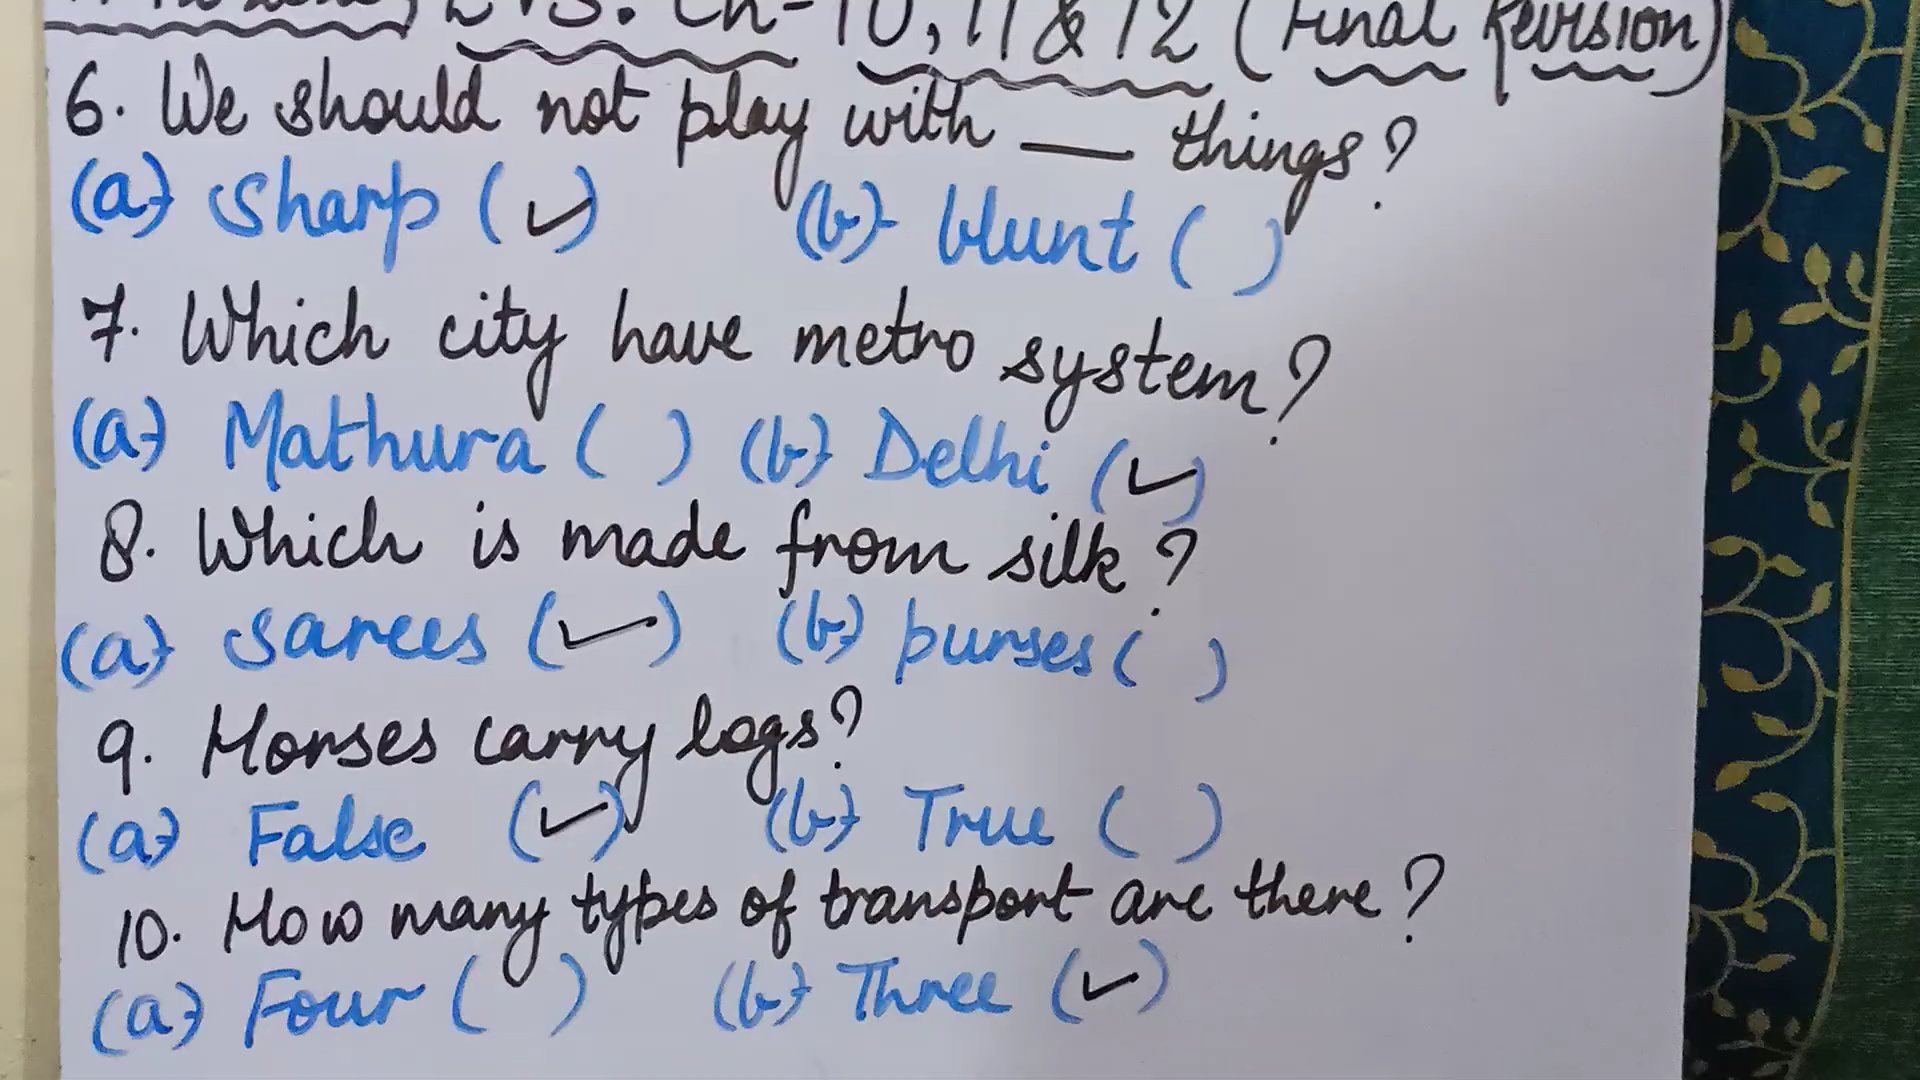 EVS. Ch-10, 11 & 12 (Final Revision)
6. We should not play with ___ things?
(a) Sharp (✓) (b) blunt ( )
7. Which city have metro system?
(a) Mathura ( ) (b) Delhi (✓)
8. Which is made from silk?
(a) Sarees (✓) (b) purses ( )
9. Horses carry logs?
(a) False (✓) (b) True ( )
10. How many types of transport are there?
(a) Four ( ) (b) Three (✓)